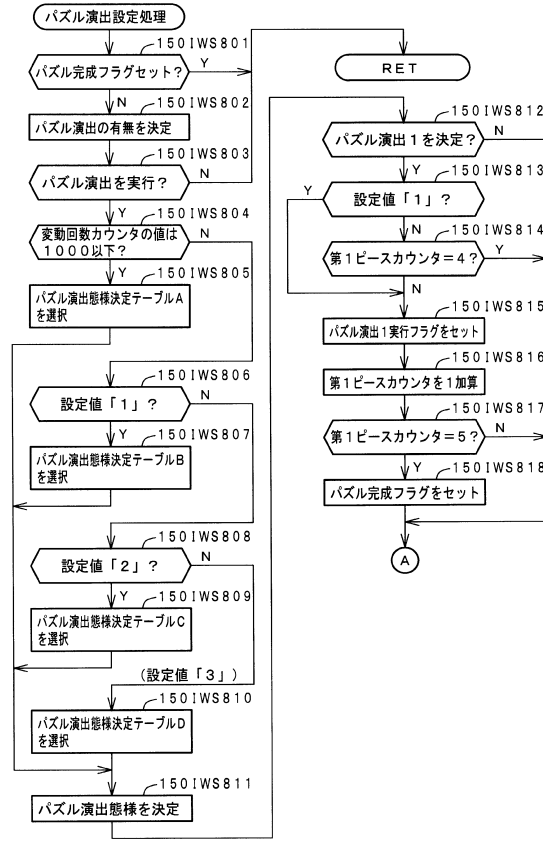 パズル演出設定処理
150IWS801
パズル完成フラグセット？
Y
N
150IWS802
パズル演出の有無を決定
150IWS803
パズル演出を実行？
N
Y
150IWS804
変動回数カウンタの値は
1000以下？
N
Y
150IWS805
パズル演出態様決定テーブルA
を選択
150IWS806
設定値「1」？
N
Y
150IWS807
パズル演出態様決定テーブルB
を選択
150IWS808
設定値「2」？
N
Y
150IWS809
パズル演出態様決定テーブルC
を選択
(設定値「3」)
150IWS810
パズル演出態様決定テーブルD
を選択
150IWS811
パズル演出態様を決定
RET
150IWS812
パズル演出1を決定？
N
Y
150IWS813
Y
設定値「1」？
N
150IWS814
第1ピースカウンタ=4？
Y
N
150IWS815
パズル演出1実行フラグをセット
150IWS816
第1ピースカウンタを1加算
150IWS817
第1ピースカウンタ=5？
N
Y
150IWS818
パズル完成フラグをセット
A